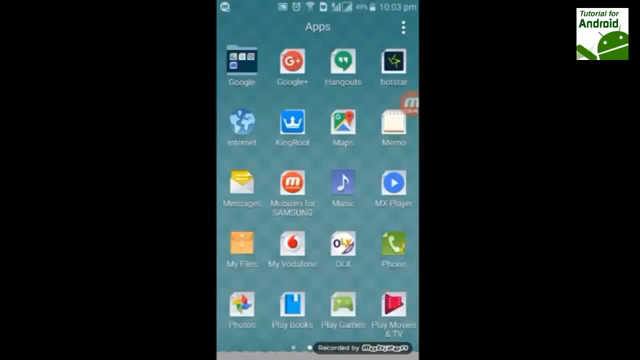 Tutorial for
Android
49% 10:03 pm
Apps
Google Google+ Hangouts hotstar
Internet KingRoot Maps Memo
Messages Mobizen for SAMSUNG Music MX Player
My Files My Vodafone OLX Phone
Photos Play Books Play Games Play Movies & TV
Recorded by Mobizen